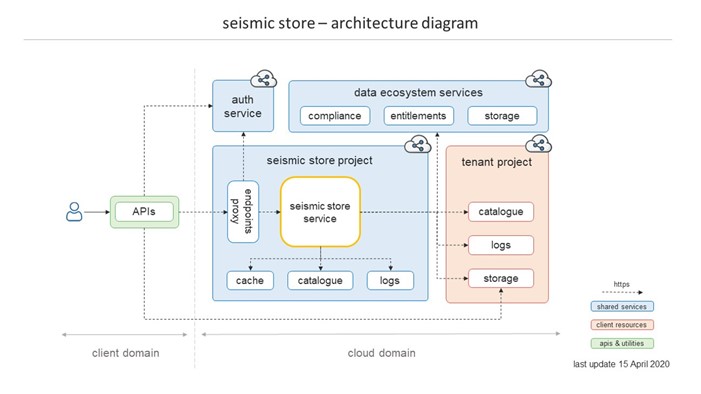 seismic store – architecture diagram
auth
service
data ecosystem services
compliance
entitlements
storage
seismic store project
tenant project
APIs
endpoints
proxy
seismic store
service
catalogue
logs
storage
cache
catalogue
logs
https
shared services
client resources
apis & utilities
client domain
cloud domain
last update 15 April 2020